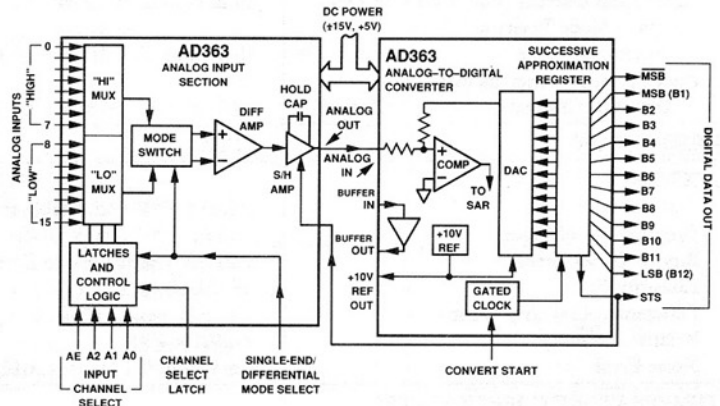 DC POWER
(±15V, +5V)
AD363
ANALOG INPUT
SECTION
ANALOG INPUTS
"HIGH"
"LOW"
0
7
8
15
"HI"
MUX
"LO"
MUX
MODE
SWITCH
DIFF
AMP
+
−
HOLD
CAP
S/H
AMP
ANALOG
OUT
ANALOG
IN
LATCHES
AND
CONTROL
LOGIC
AE A2 A1 A0
INPUT
CHANNEL
SELECT
CHANNEL
SELECT
LATCH
SINGLE-END/
DIFFERENTIAL
MODE SELECT
AD363
ANALOG–TO–DIGITAL
CONVERTER
SUCCESSIVE
APPROXIMATION
REGISTER
+
−
COMP
TO
SAR
DAC
BUFFER
IN
BUFFER
OUT
+10V
REF
+10V
REF
OUT
GATED
CLOCK
CONVERT START
MSB
MSB (B1)
B2
B3
B4
B5
B6
B7
B8
B9
B10
B11
LSB (B12)
STS
DIGITAL DATA OUT